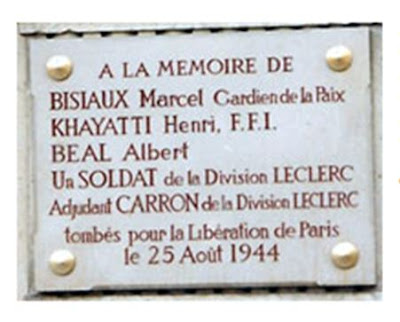 A LA MEMOIRE DE
BISIAUX Marcel Gardien de la Paix
KHAYATTI Henri, F.F.I.
BEAL Albert
Un SOLDAT de la Division LECLERC
Adjudant CARRON de la Division LECLERC
tombés pour la Libération de Paris
le 25 Août 1944